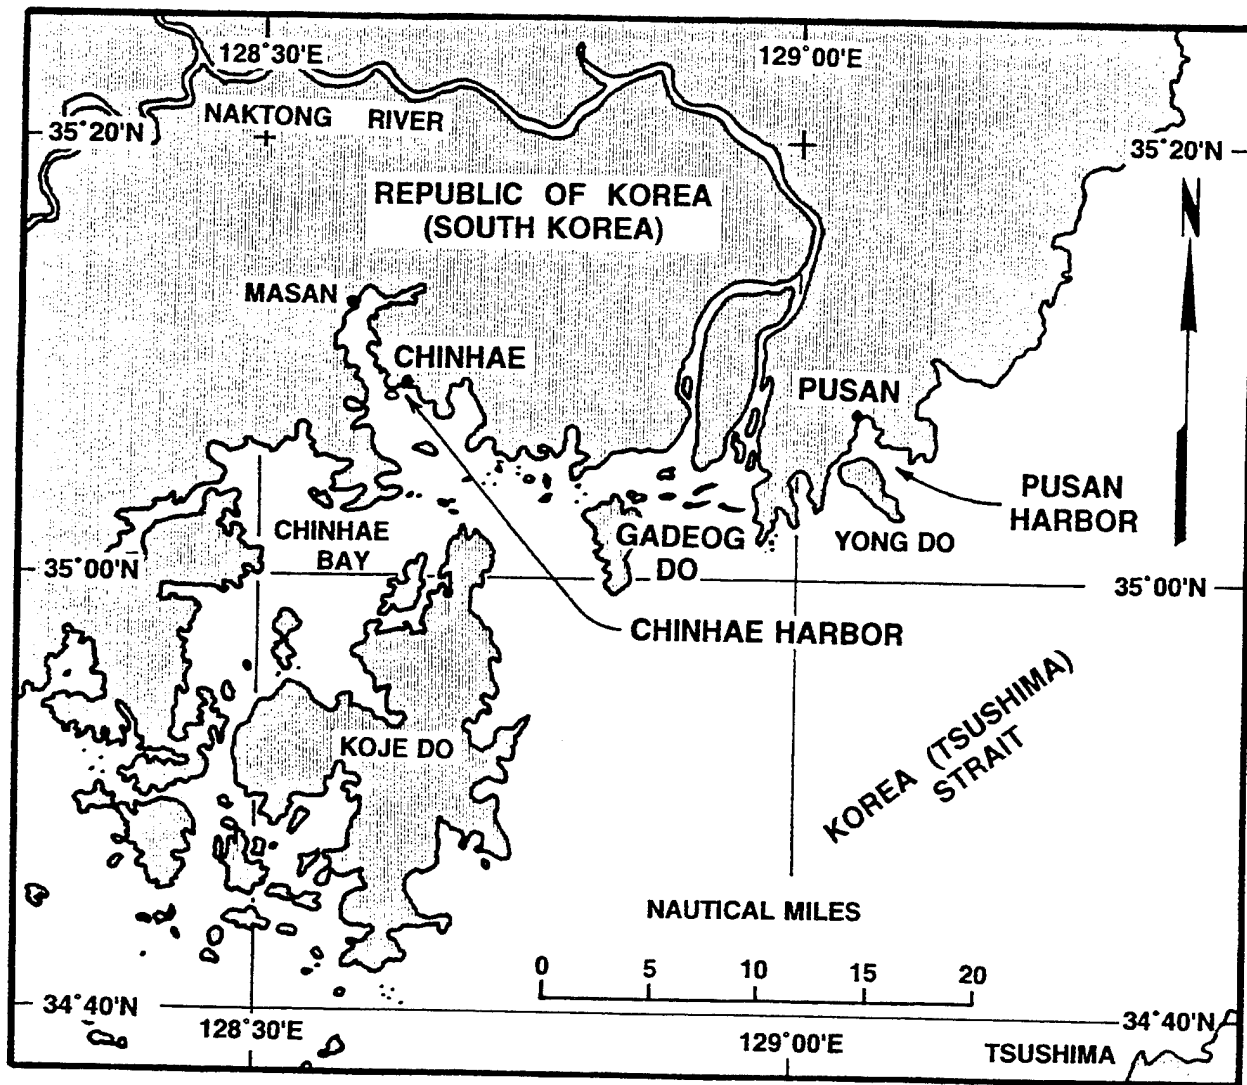 128°30'E
129°00'E
NAKTONG RIVER
35°20'N
35°20'N
REPUBLIC OF KOREA
(SOUTH KOREA)
N
MASAN
CHINHAE
PUSAN
PUSAN
HARBOR
CHINHAE
BAY
GADEOG
DO
YONG DO
35°00'N
35°00'N
CHINHAE HARBOR
KOREA (TSUSHIMA)
STRAIT
KOJE DO
NAUTICAL MILES
0 5 10 15 20
34°40'N
34°40'N
128°30'E
129°00'E
TSUSHIMA